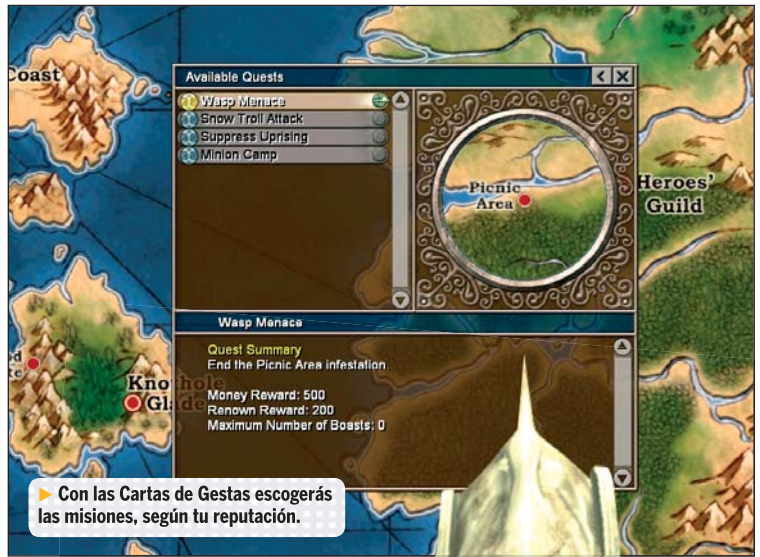 Coast
Available Quests
Wasp Menace
Snow Troll Attack
Suppress Uprising
Minion Camp
Picnic
Area
Heroes'
Guild
Wasp Menace
Quest Summary
End the Picnic Area infestation
Money Reward: 500
Renown Reward: 200
Maximum Number of Boasts: 0
Knothole
Glade
Con las Cartas de Gestas escogerás
las misiones, según tu reputación.